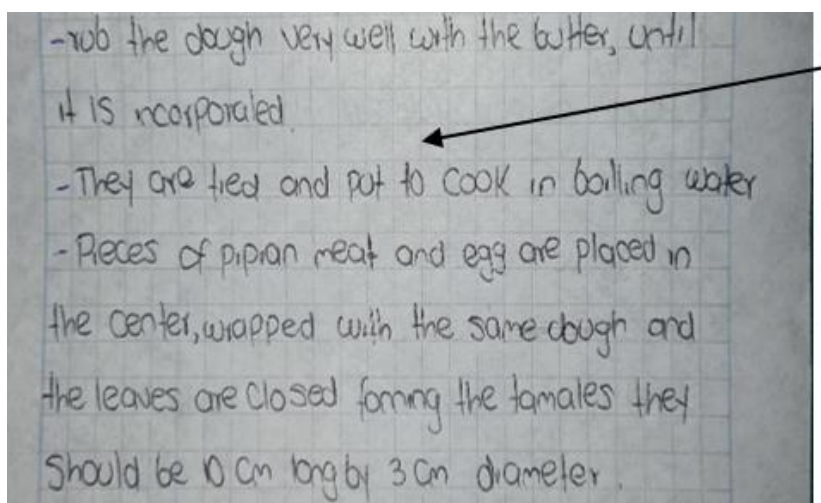 -rub the dough very well with the butter, until
it is ncorporaled.
-They are tied and put to cook in boiling water
-Pieces of pipian meat and egg are placed in
the center, wrapped with the same dough and
the leaves are closed foming the tamales they
should be 10 cm long by 3 cm diameter.